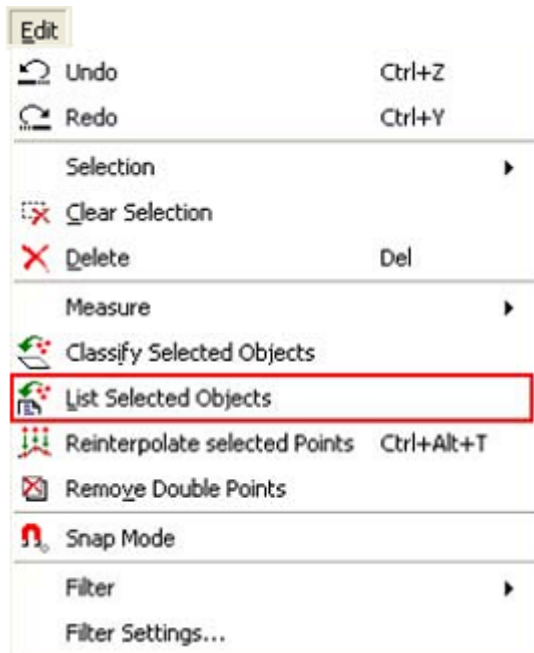 Edit
Undo Ctrl+Z
Redo Ctrl+Y
Selection
Clear Selection
Delete Del
Measure
Classify Selected Objects
List Selected Objects
Reinterpolate selected Points Ctrl+Alt+T
Remove Double Points
Snap Mode
Filter
Filter Settings...